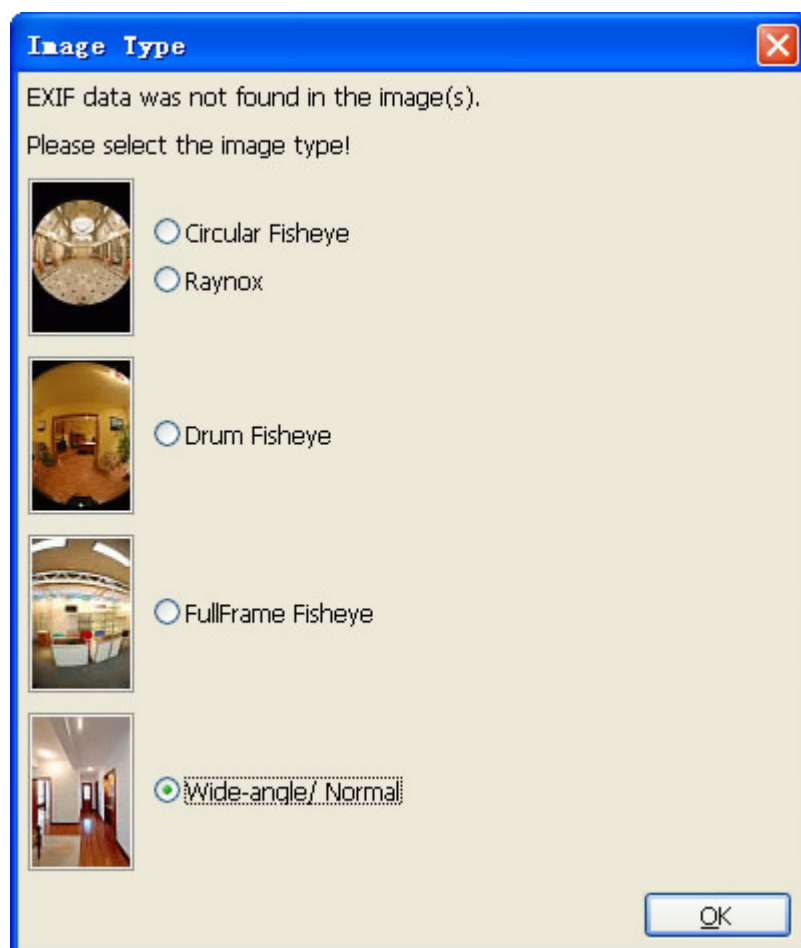 Image Type
EXIF data was not found in the image(s).
Please select the image type!
Circular Fisheye
Raynox
Drum Fisheye
FullFrame Fisheye
Wide-angle/ Normal
OK